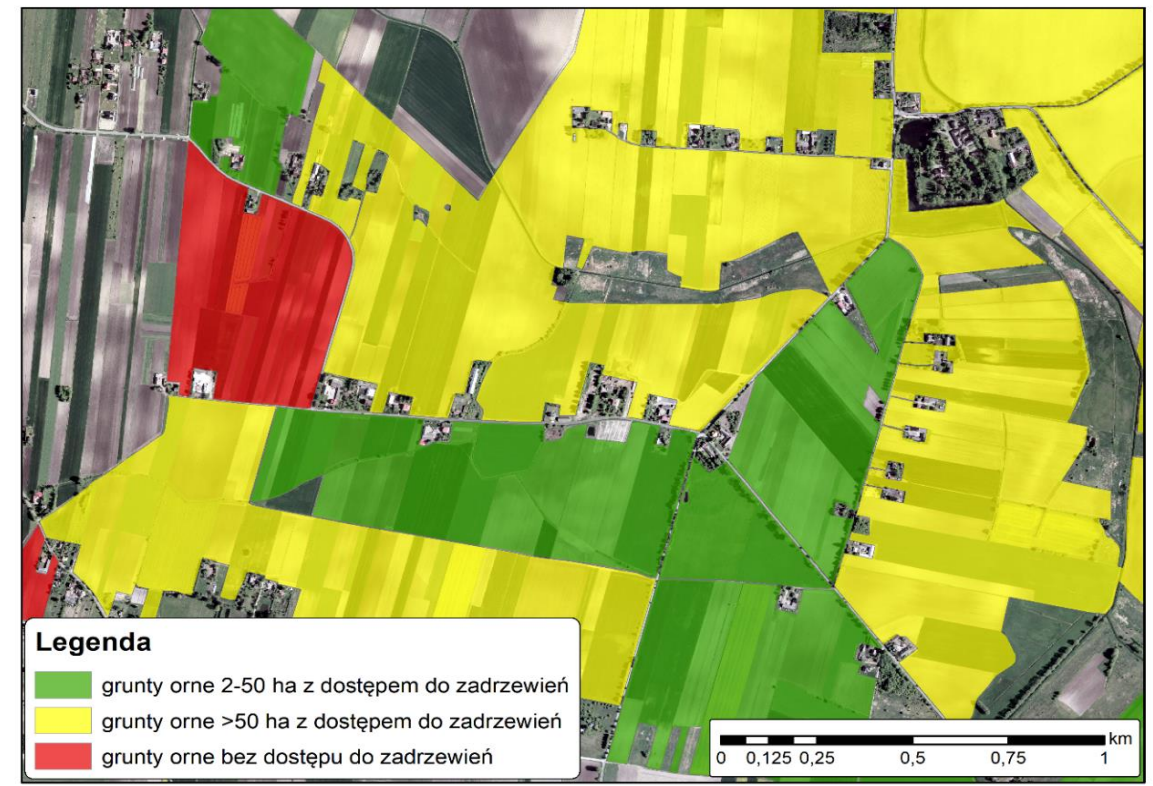 Legenda
grunty orne 2-50 ha z dostępem do zadrzewień
grunty orne >50 ha z dostępem do zadrzewień
grunty orne bez dostępu do zadrzewień
km
0 0,125 0,25 0,5 0,75 1